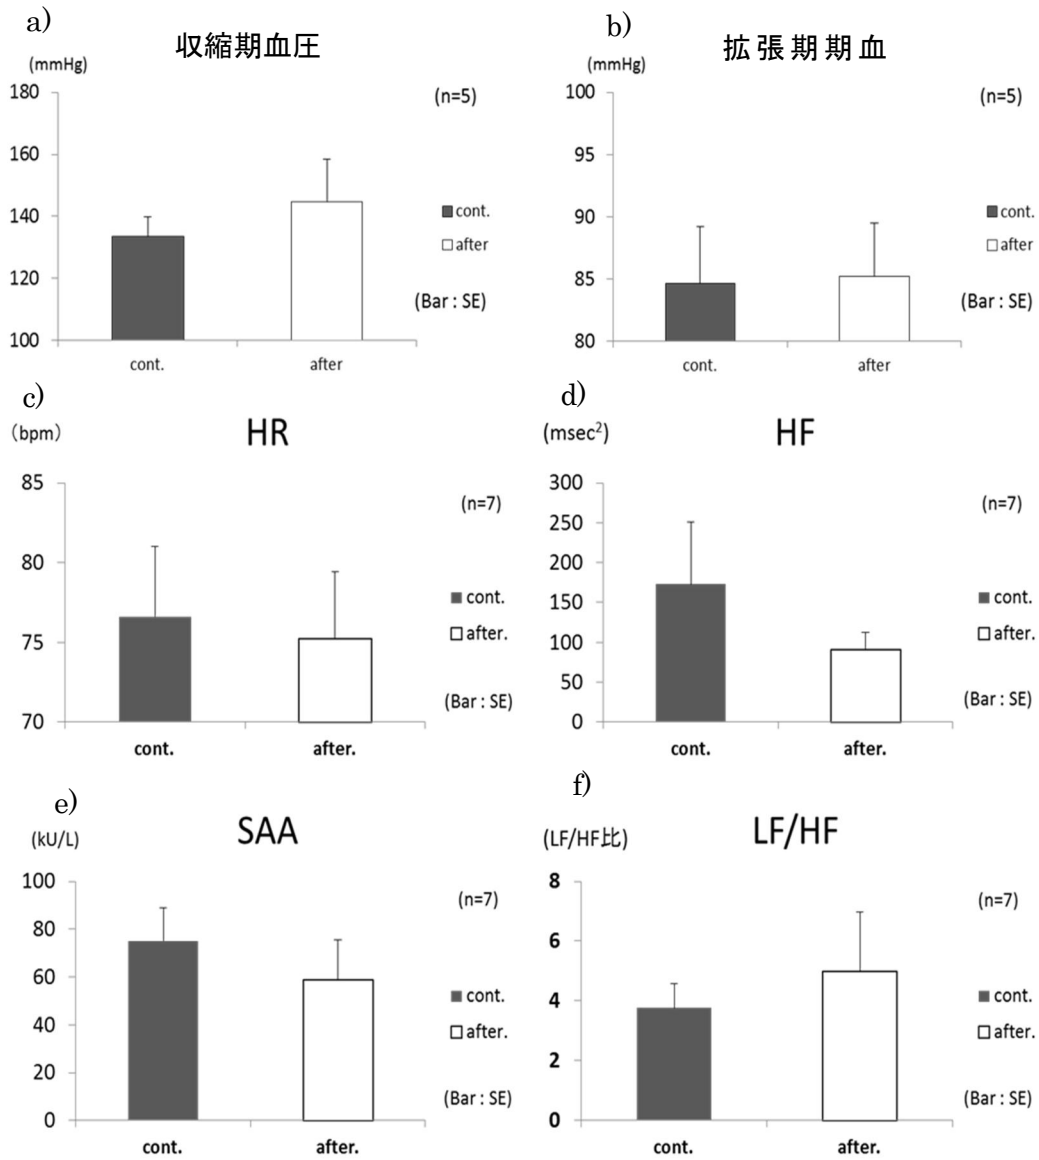 a)
収縮期血圧
(mmHg)
180
160
140
120
100
(n=5)
cont.
after
(Bar : SE)
cont.
after
b)
拡張期期血
(mmHg)
100
95
90
85
80
(n=5)
cont.
after
(Bar : SE)
cont.
after
c)
HR
(bpm)
85
80
75
70
(n=7)
cont.
after.
(Bar : SE)
cont.
after.
d)
HF
(msec²)
300
250
200
150
100
50
0
(n=7)
cont.
after.
(Bar : SE)
cont.
after.
e)
SAA
(kU/L)
100
80
60
40
20
0
(n=7)
cont.
after.
(Bar : SE)
cont.
after.
f)
LF/HF
(LF/HF比)
8
6
4
2
0
(n=7)
cont.
after.
(Bar : SE)
cont.
after.